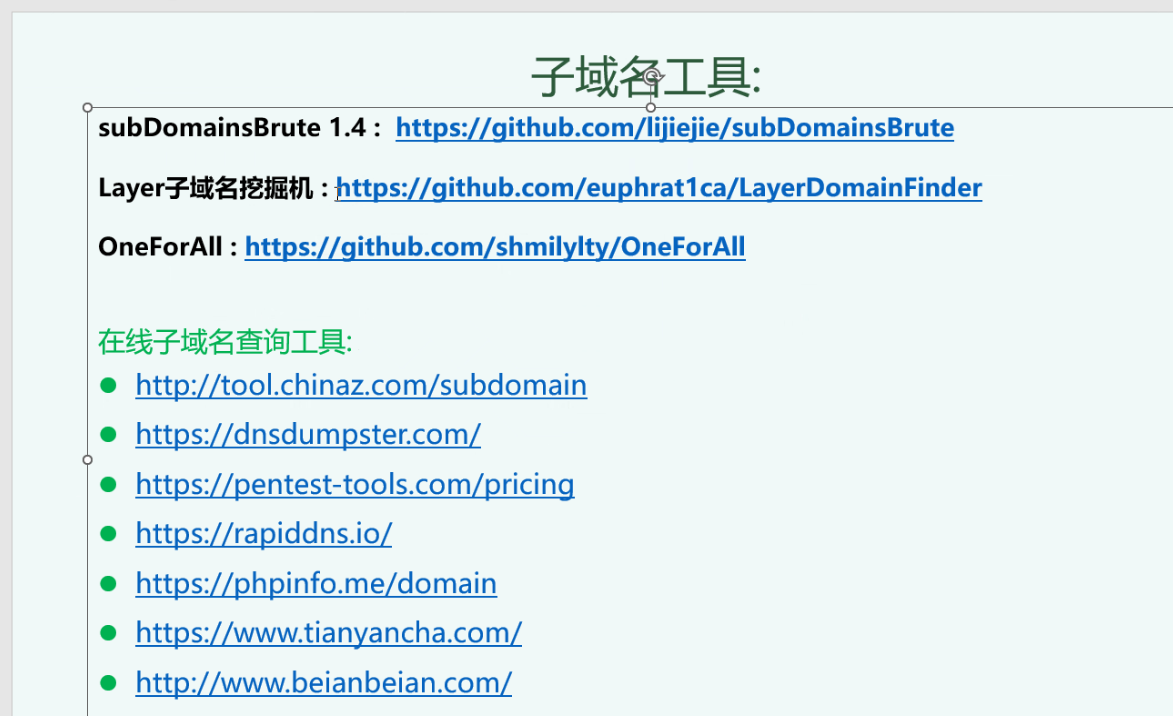 子域名工具:
subDomainsBrute 1.4 : https://github.com/lijiejie/subDomainsBrute
Layer子域名挖掘机 : https://github.com/euphrat1ca/LayerDomainFinder
OneForAll : https://github.com/shmilylty/OneForAll
在线子域名查询工具:
http://tool.chinaz.com/subdomain
https://dnsdumpster.com/
https://pentest-tools.com/pricing
https://rapiddns.io/
https://phpinfo.me/domain
https://www.tianyancha.com/
http://www.beianbeian.com/